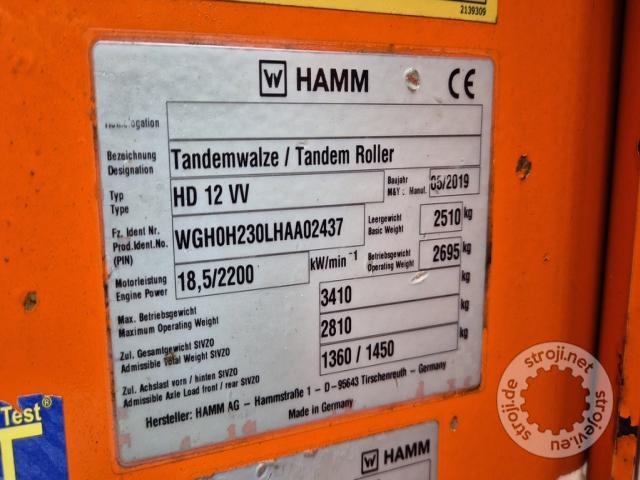 2139309
HAMM CE
Bezeichnung
Designation Tandemwalze / Tandem Roller
Typ
Type HD 12 VV Baujahr
M&Y. Manuf. 05/2019
Fz. Ident Nr.
Prod.Ident.No.
(PIN) WGH0H230LHAA02437 Leergewicht
Basic Weight 2510 kg
Motorleistung
Engine Power 18,5/2200 kW/min⁻¹ Betriebsgewicht
Operating Weight 2695 kg
Max. Betriebsgewicht
Maximum Operating Weight 3410 kg
Zul. Gesamtgewicht StVZO
Admissible Total Weight StVZO 2810 kg
Zul. Achslast vorn / hinten StVZO
Admissible Axle Load front / rear StVZO 1360 / 1450 kg
Hersteller: HAMM AG - Hammstraße 1 - D - 95643 Tirschenreuth - Germany
Made in Germany
Test
HAMM
stroji.net
stroji.de
strojevi.eu